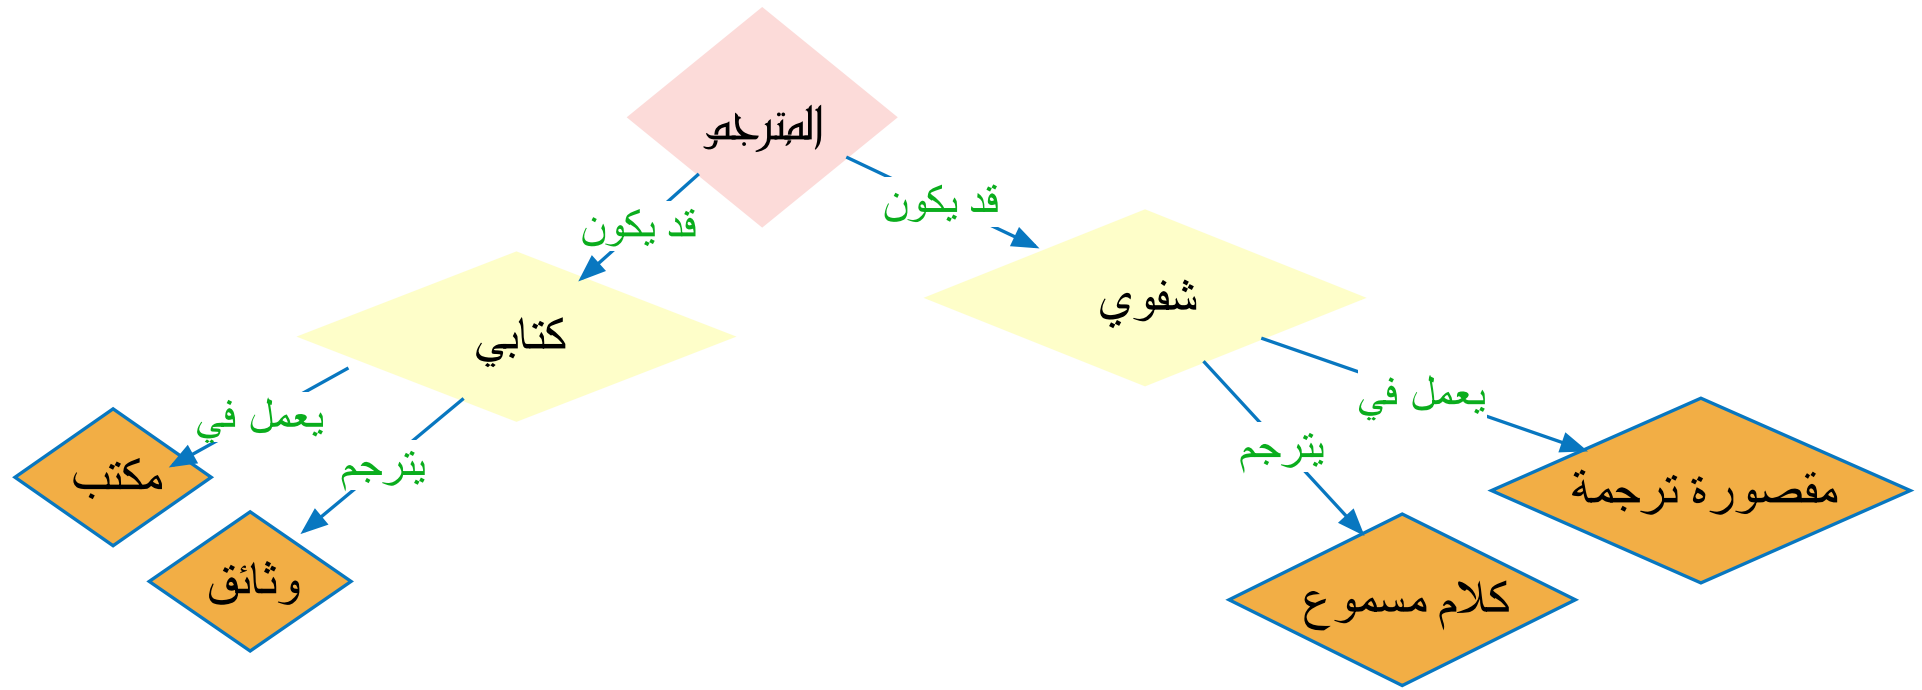 المترجم
قد يكون
قد يكون
شفوي
كتابي
يعمل في
يعمل في
يترجم
يترجم
مقصورة ترجمة
مكتب
وثائق
كلام مسموع